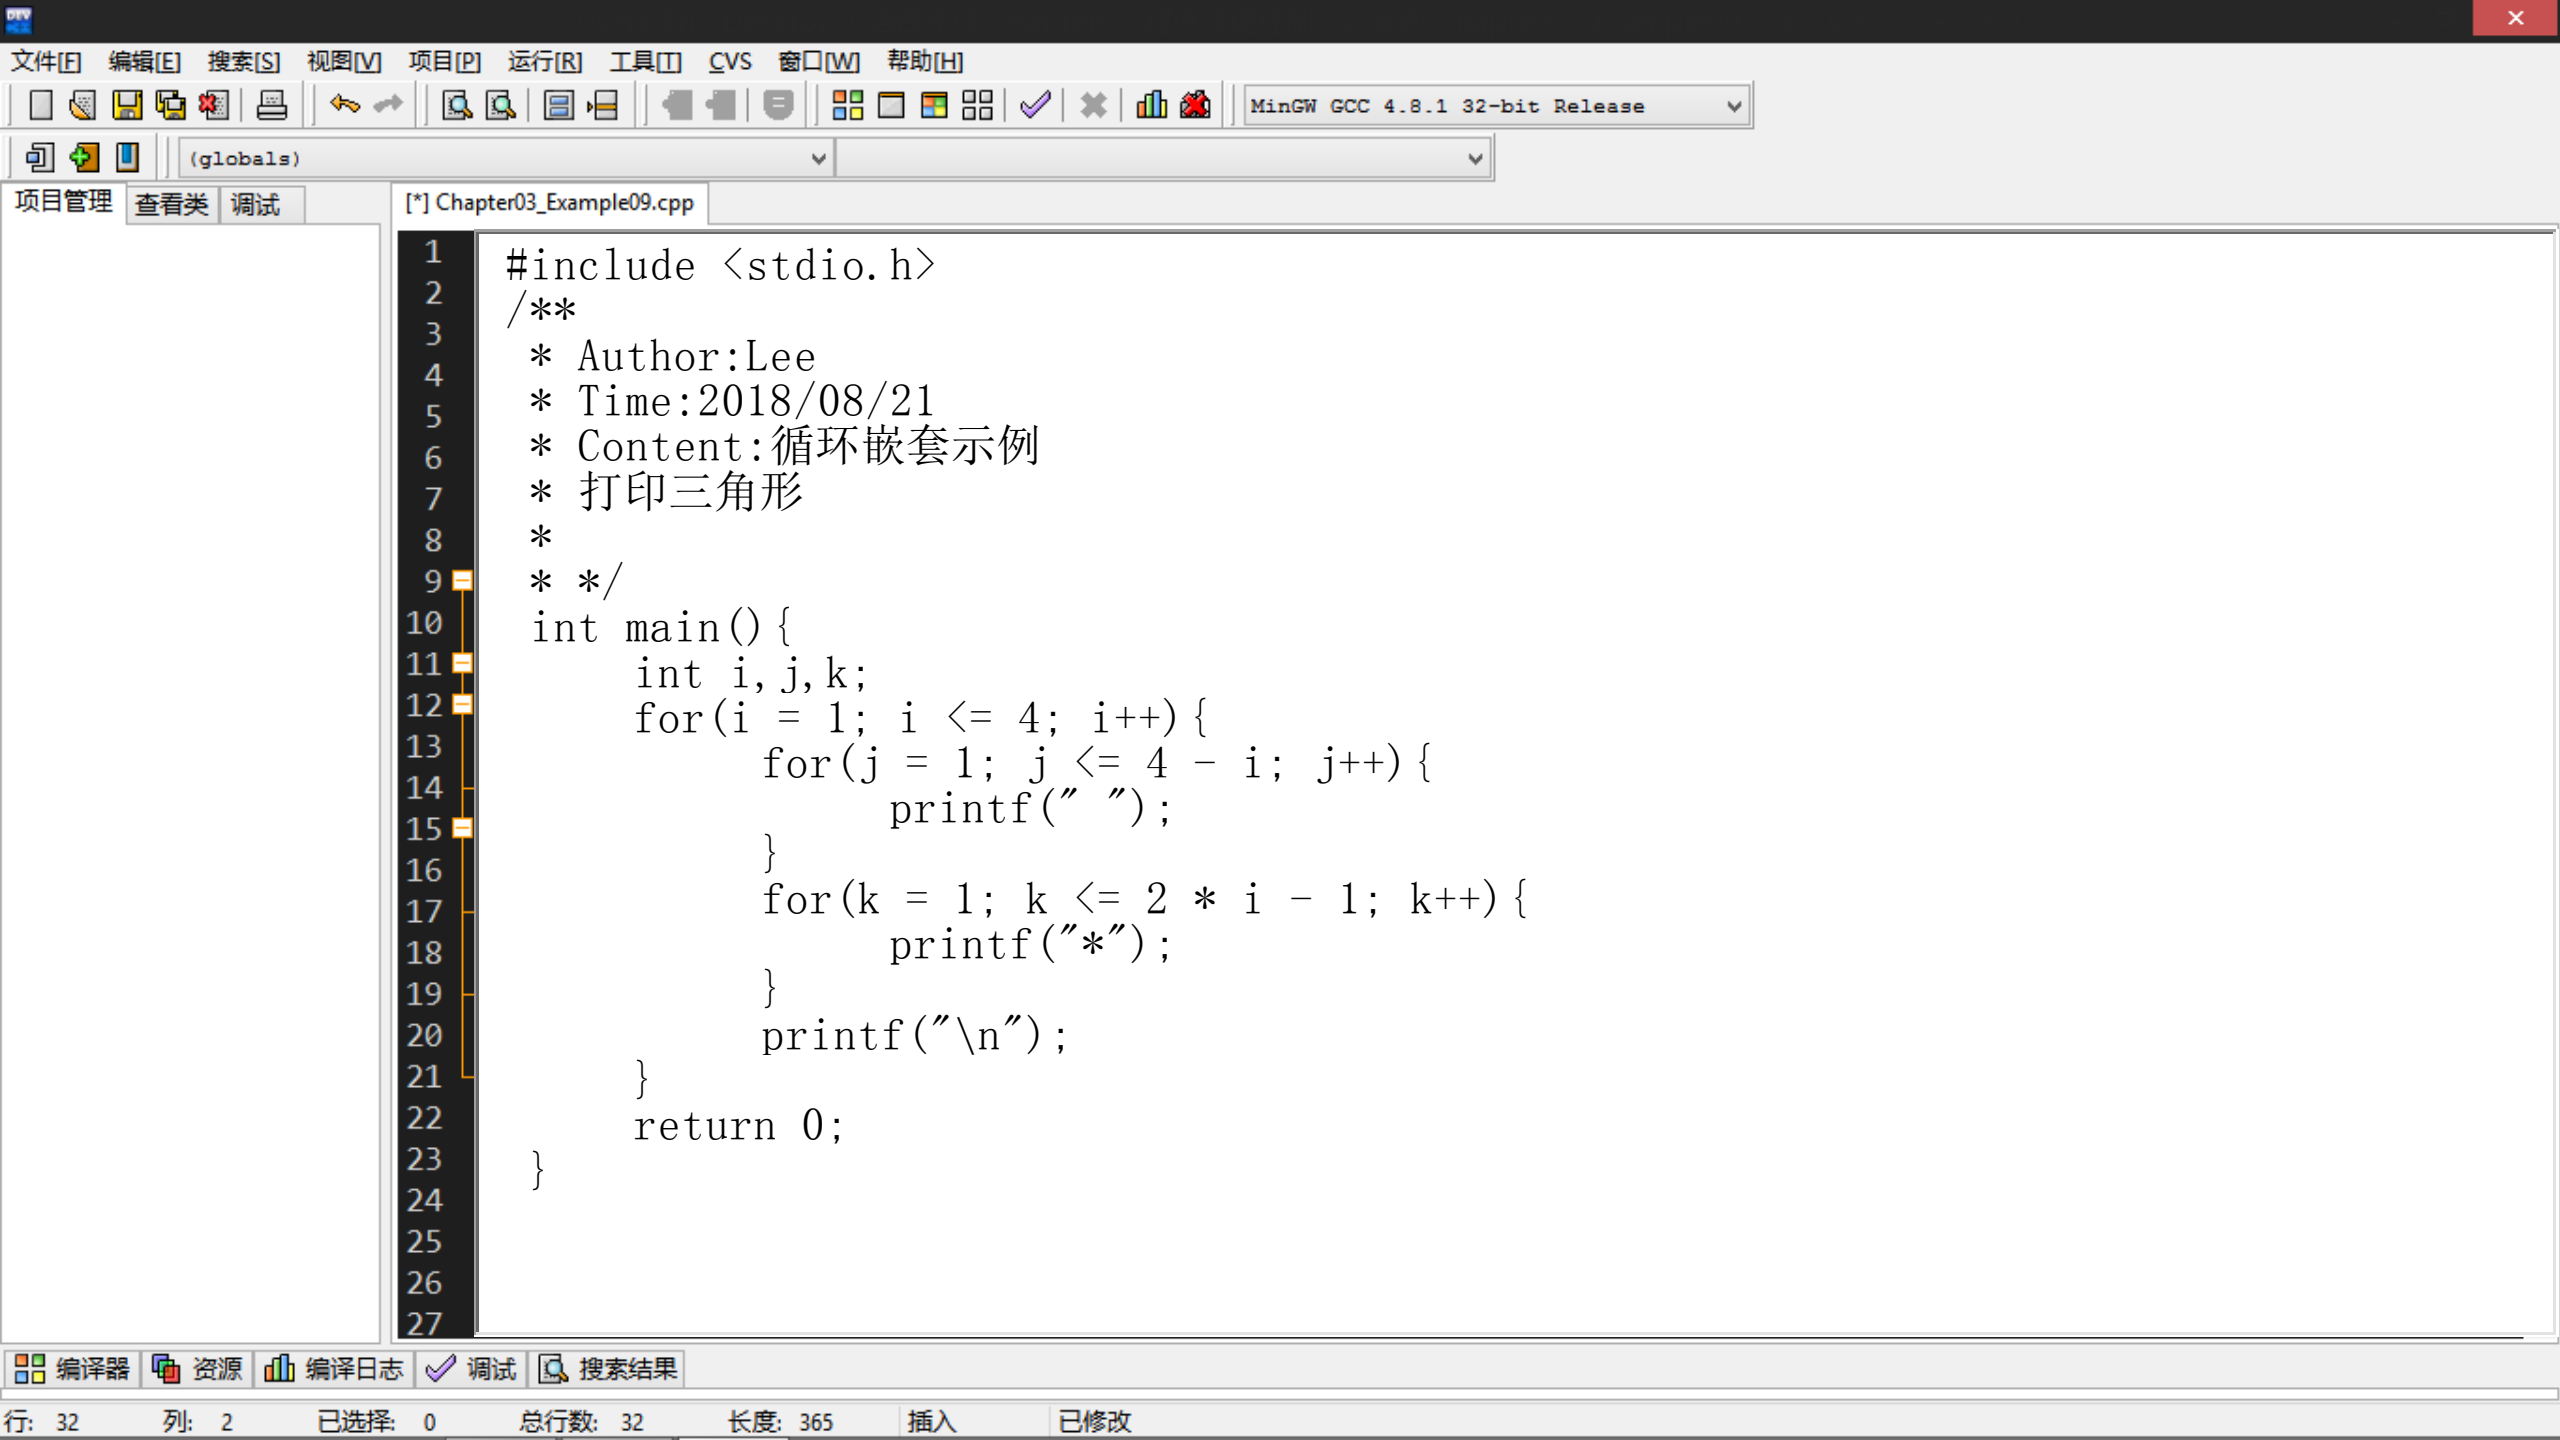 DEV
文件[F] 编辑[E] 搜索[S] 视图[V] 项目[P] 运行[R] 工具[T] CVS 窗口[W] 帮助[H]
MinGW GCC 4.8.1 32-bit Release
(globals)
项目管理 查看类 调试
[*] Chapter03_Example09.cpp
1
2
3
4
5
6
7
8
9
10
11
12
13
14
15
16
17
18
19
20
21
22
23
24
25
26
27
#include <stdio.h>
/**
* Author:Lee
* Time:2018/08/21
* Content:循环嵌套示例
* 打印三角形
*
* */
int main(){
int i,j,k;
for(i = 1; i <= 4; i++){
for(j = 1; j <= 4 - i; j++){
printf(" ");
}
for(k = 1; k <= 2 * i - 1; k++){
printf("*");
}
printf("\n");
}
return 0;
}
编译器 资源 编译日志 调试 搜索结果
行: 32 列: 2 已选择: 0 总行数: 32 长度: 365 插入 已修改